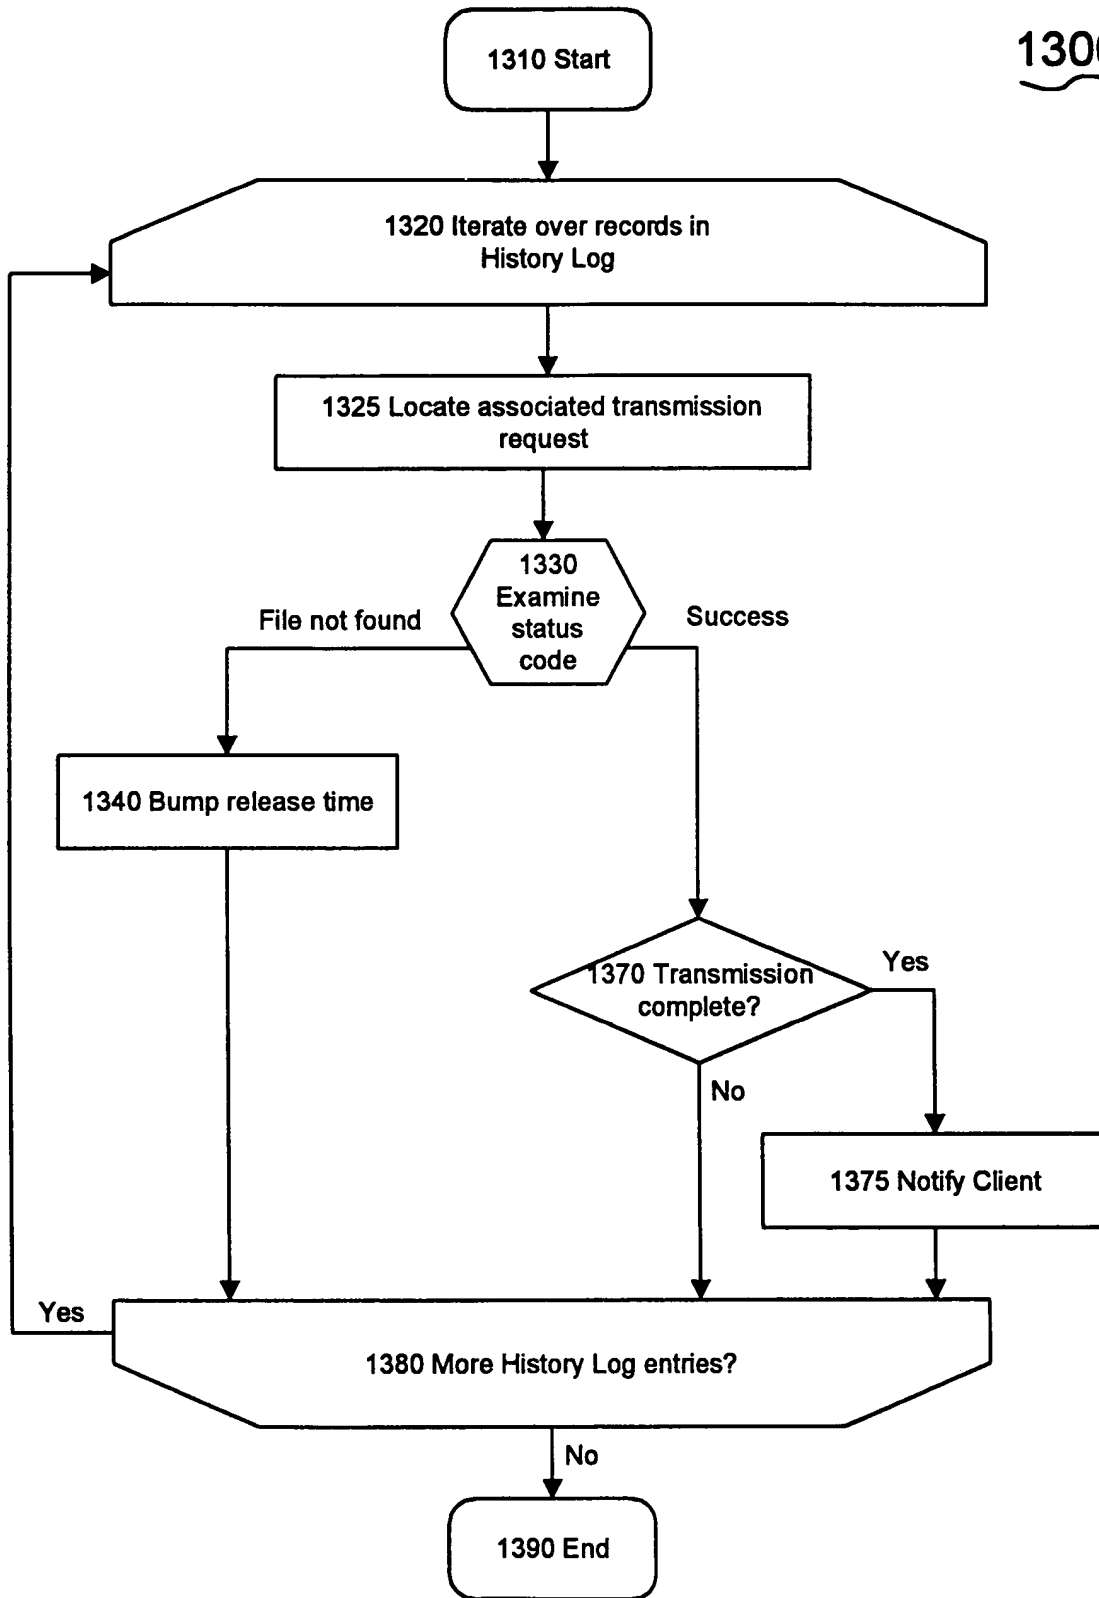 1300
1310 Start
1320 Iterate over records in
History Log
1325 Locate associated transmission
request
1330
Examine
status
code
File not found
Success
1340 Bump release time
1370 Transmission
complete?
Yes
No
1375 Notify Client
Yes
1380 More History Log entries?
No
1390 End